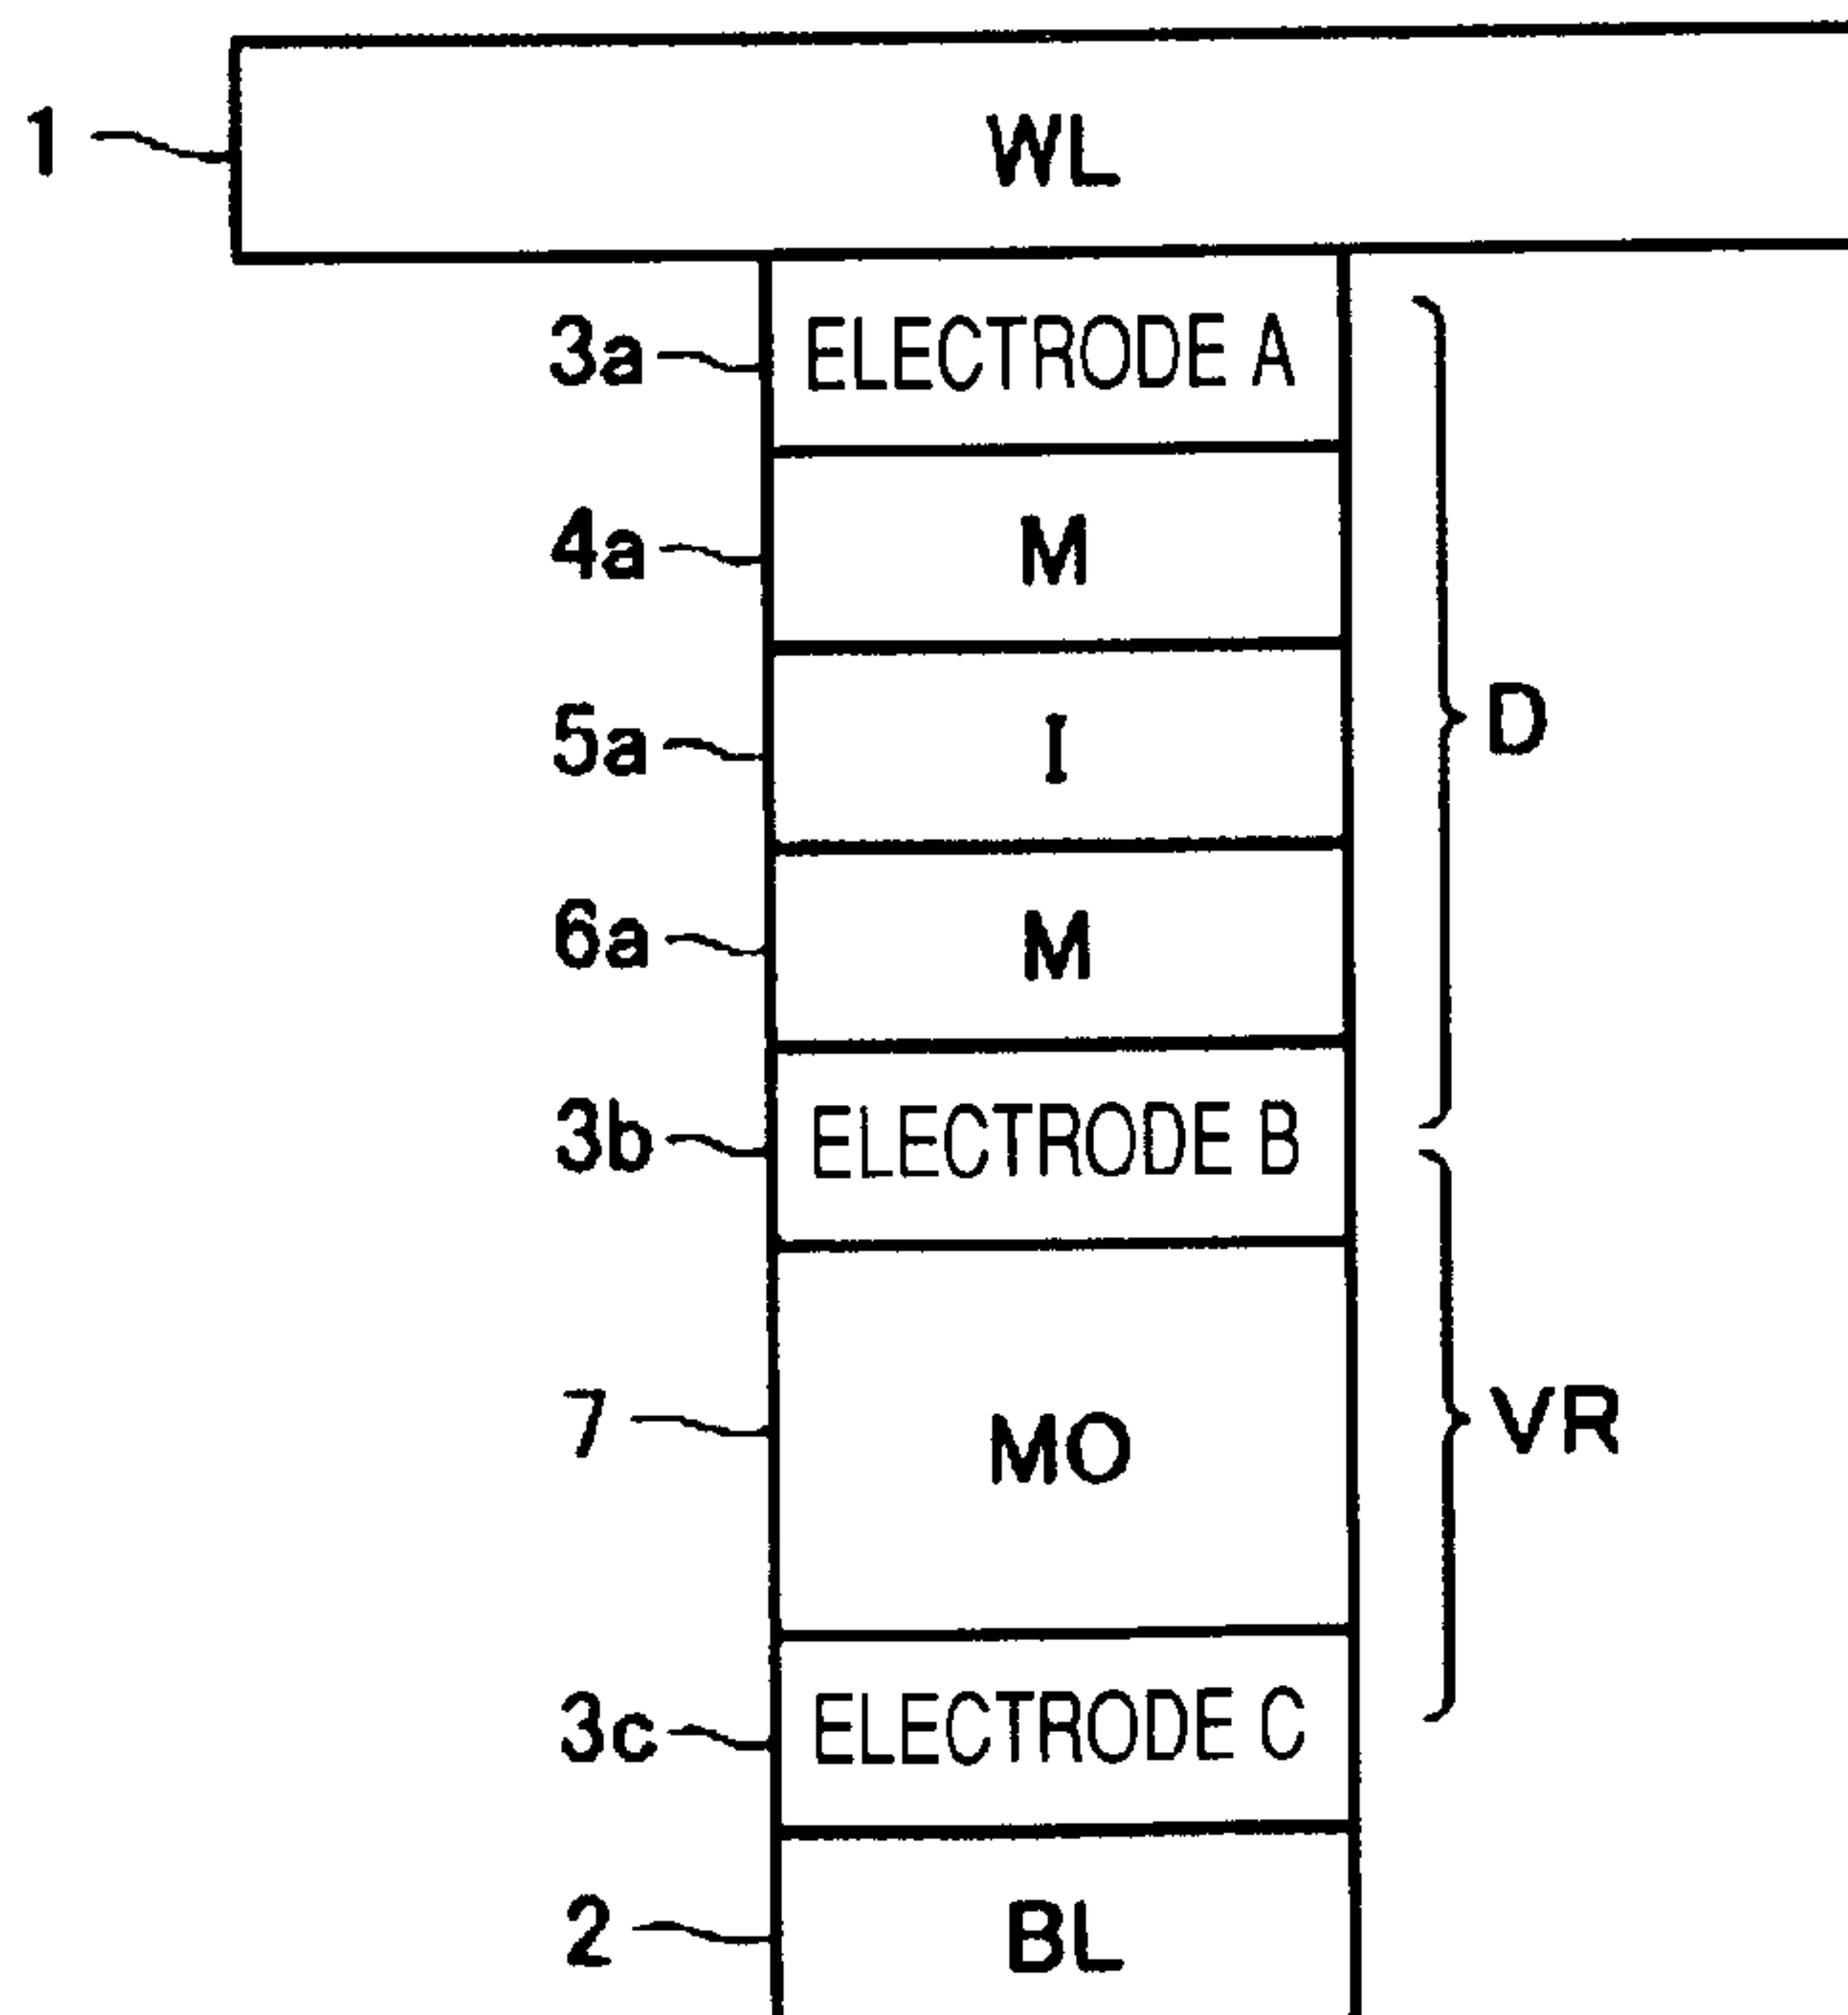 1 WL
3a ELECTRODE A
4a M
5a I D
6a M
3b ELECTRODE B
7 MO VR
3c ELECTRODE C
2 BL